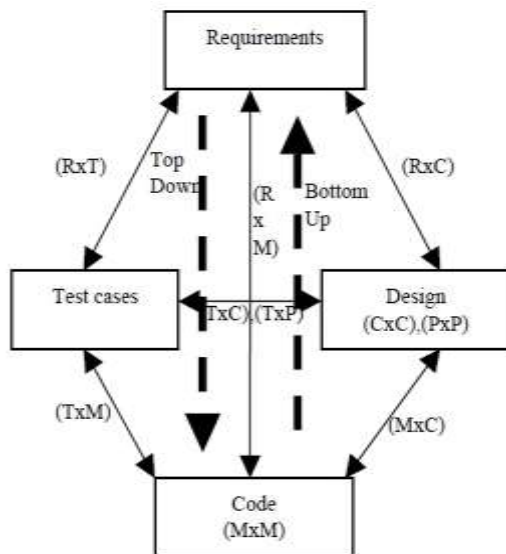 Requirements
(RxT)
Top
Down
(R
x
M)
Bottom
Up
(RxC)
Test cases
TxC),(TxP)
Design
(CxC),(PxP)
(TxM)
(MxC)
Code
(MxM)